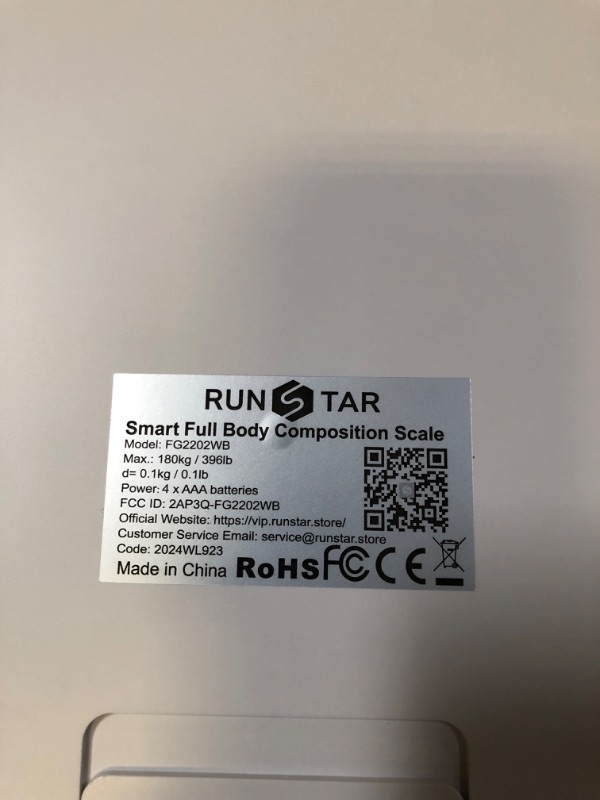 RUN STAR
Smart Full Body Composition Scale
Model: FG2202WB
Max.: 180kg / 396lb
d= 0.1kg / 0.1lb
Power: 4 x AAA batteries
FCC ID: 2AP3Q-FG2202WB
Official Website: https://vip.runstar.store/
Customer Service Email: service@runstar.store
Code: 2024WL923
Made in China RoHS FC CE